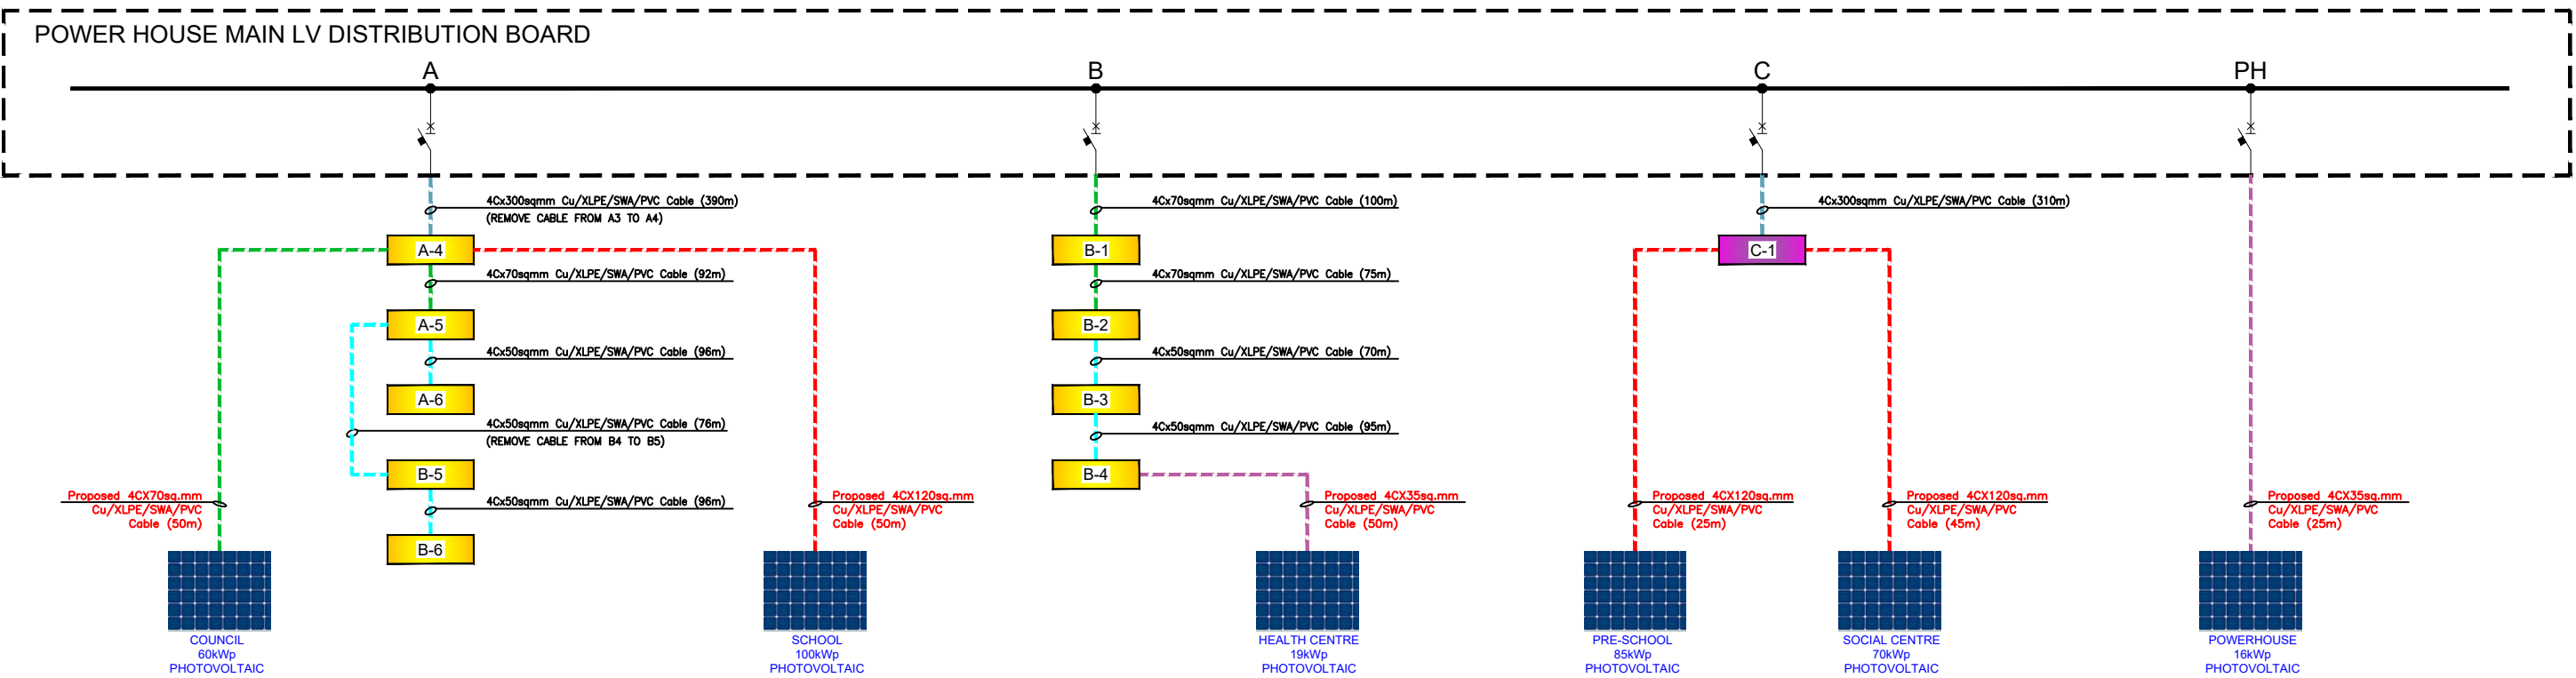 POWER HOUSE MAIN LV DISTRIBUTION BOARD
A
B
C
PH
4Cx300sqmm Cu/XLPE/SWA/PVC Cable (390m)
(REMOVE CABLE FROM A3 TO A4)
A-4
4Cx70sqmm Cu/XLPE/SWA/PVC Cable (92m)
A-5
4Cx50sqmm Cu/XLPE/SWA/PVC Cable (96m)
A-6
4Cx50sqmm Cu/XLPE/SWA/PVC Cable (76m)
(REMOVE CABLE FROM B4 TO B5)
B-5
4Cx50sqmm Cu/XLPE/SWA/PVC Cable (96m)
B-6
Proposed 4CX70sq.mm
Cu/XLPE/SWA/PVC
Cable (50m)
COUNCIL
60kWp
PHOTOVOLTAIC
Proposed 4CX120sq.mm
Cu/XLPE/SWA/PVC
Cable (50m)
SCHOOL
100kWp
PHOTOVOLTAIC
4Cx70sqmm Cu/XLPE/SWA/PVC Cable (100m)
B-1
4Cx70sqmm Cu/XLPE/SWA/PVC Cable (75m)
B-2
4Cx50sqmm Cu/XLPE/SWA/PVC Cable (70m)
B-3
4Cx50sqmm Cu/XLPE/SWA/PVC Cable (95m)
B-4
Proposed 4CX35sq.mm
Cu/XLPE/SWA/PVC
Cable (50m)
HEALTH CENTRE
19kWp
PHOTOVOLTAIC
4Cx300sqmm Cu/XLPE/SWA/PVC Cable (310m)
C-1
Proposed 4CX120sq.mm
Cu/XLPE/SWA/PVC
Cable (25m)
PRE-SCHOOL
85kWp
PHOTOVOLTAIC
Proposed 4CX120sq.mm
Cu/XLPE/SWA/PVC
Cable (45m)
SOCIAL CENTRE
70kWp
PHOTOVOLTAIC
Proposed 4CX35sq.mm
Cu/XLPE/SWA/PVC
Cable (25m)
POWERHOUSE
16kWp
PHOTOVOLTAIC